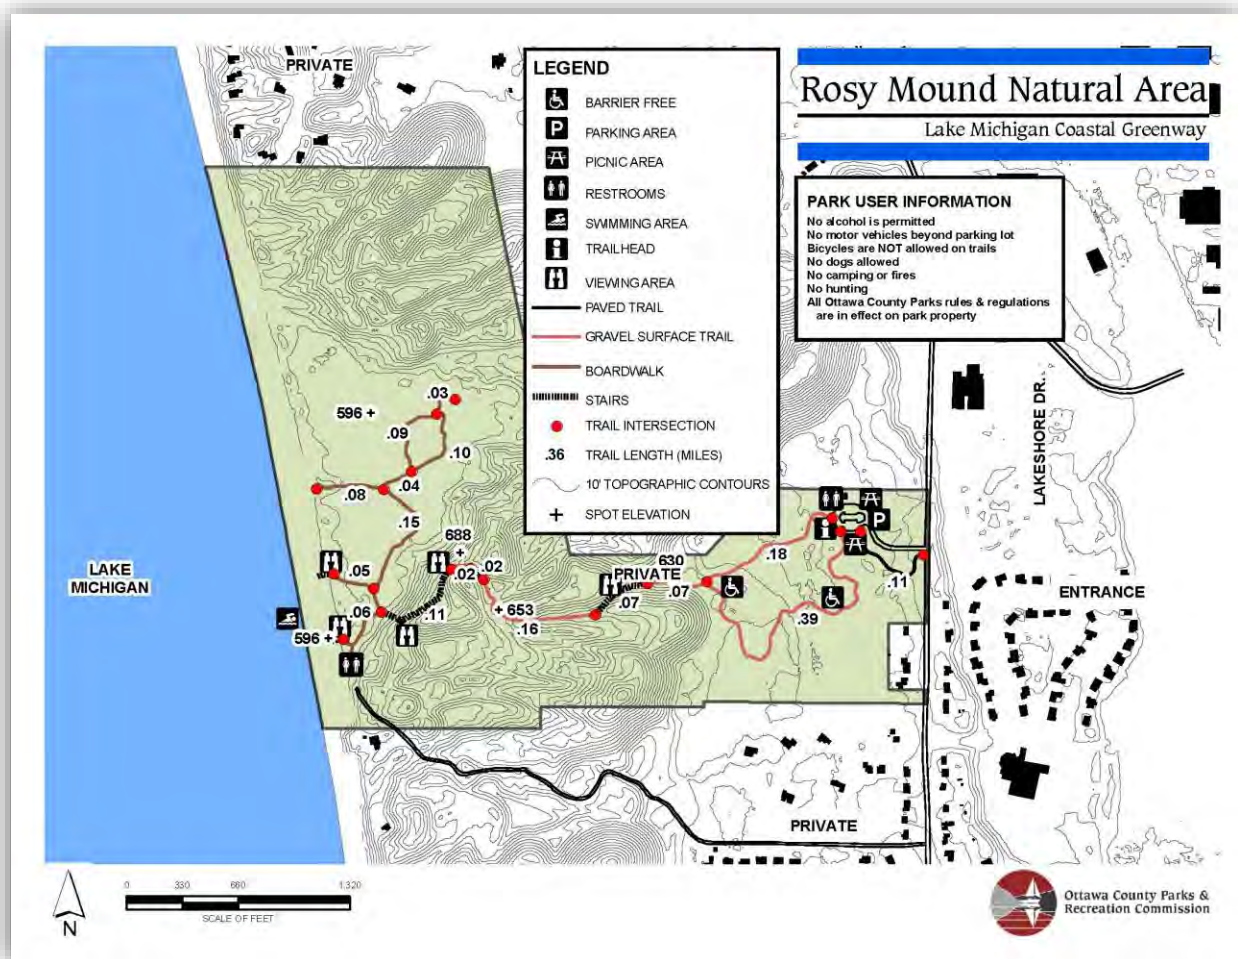 Rosy Mound Natural Area
Lake Michigan Coastal Greenway
PRIVATE
LEGEND
BARRIER FREE
P PARKING AREA
PICNIC AREA
RESTROOMS
SWIMMING AREA
TRAILHEAD
VIEWING AREA
PAVED TRAIL
GRAVEL SURFACE TRAIL
BOARDWALK
STAIRS
TRAIL INTERSECTION
.36 TRAIL LENGTH (MILES)
10' TOPOGRAPHIC CONTOURS
+ SPOT ELEVATION
PARK USER INFORMATION
No alcohol is permitted
No motor vehicles beyond parking lot
Bicycles are NOT allowed on trails
No dogs allowed
No camping or fires
No hunting
All Ottawa County Parks rules & regulations
are in effect on park property
LAKESHORE DR.
.03
596 +
.09
.10
.04
.08
.15
688
+
.02
.02
.05
.06
.11
+ 653
.16
596 +
630
PRIVATE
.07
.07
.18
P
.11
.39
LAKE
MICHIGAN
ENTRANCE
PRIVATE
0 330 660 1,320
SCALE OF FEET
N
Ottawa County Parks &
Recreation Commission